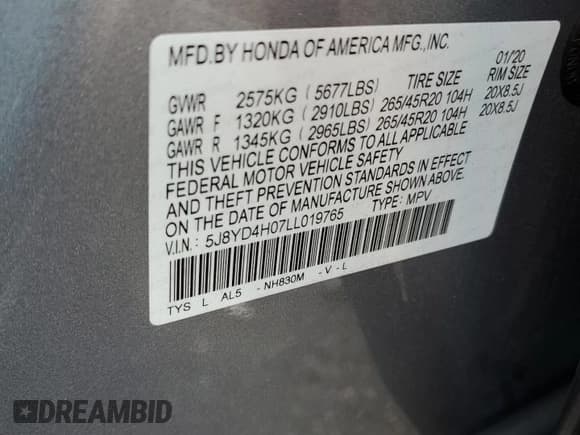 MFD.BY HONDA OF AMERICA MFG.,INC.
01/'20
TIRE SIZE RIM SIZE
GVWR 2575KG ( 5677LBS)
GAWR F 1320KG ( 2910LBS) 265/45R20 104H 20X8.5J
GAWR R 1345KG ( 2965LBS) 265/45R20 104H 20X8.5J
THIS VEHICLE CONFORMS TO ALL APPLICABLE
FEDERAL MOTOR VEHICLE SAFETY
AND THEFT PREVENTION STANDARDS IN EFFECT
ON THE DATE OF MANUFACTURE SHOWN ABOVE.
V.I.N.: 5J8YD4H07LL019765 TYPE: MPV
TYS L AL5 - NH830M - V - L
DREAMBID